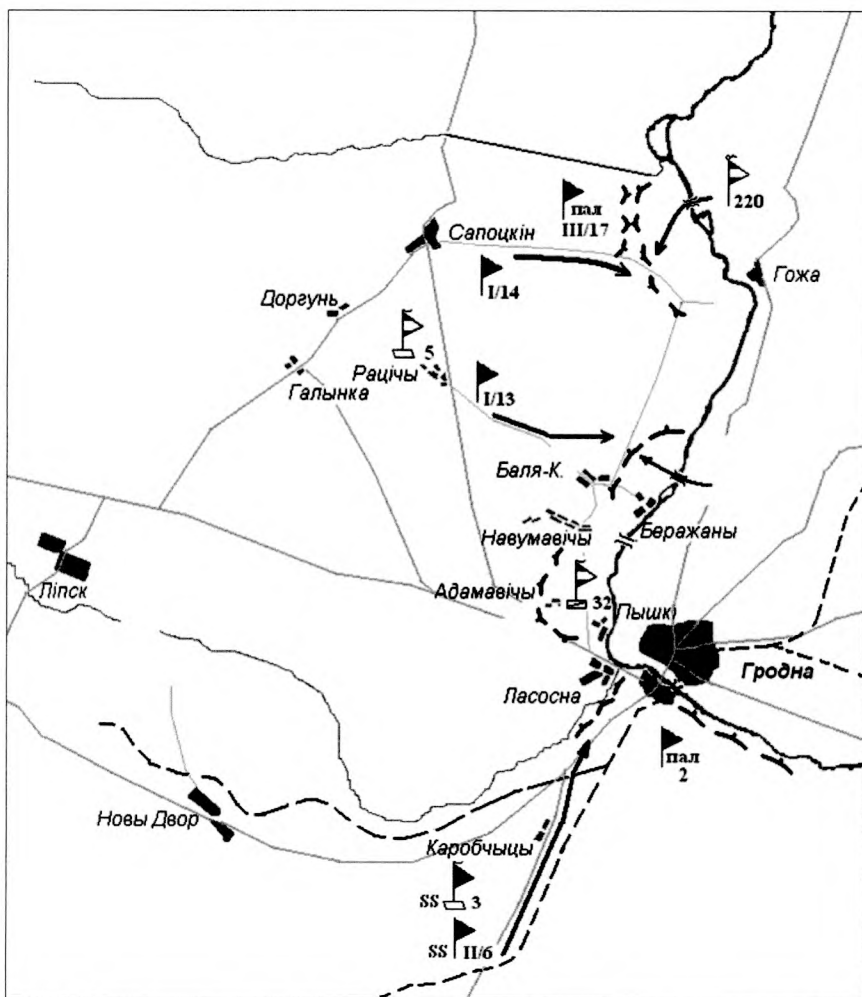 220
пал
III/17
Сапоцкін
Гожа
I/14
Доргунь
5
Рацічы
I/13
Галынка
Баля-К.
Беражаны
Навумавічы
Ліпск
Адамавічы
32
Пышкі
Гродна
Ласосна
пал
2
Новы Двор
Каробчыцы
SS 3
SS II/6